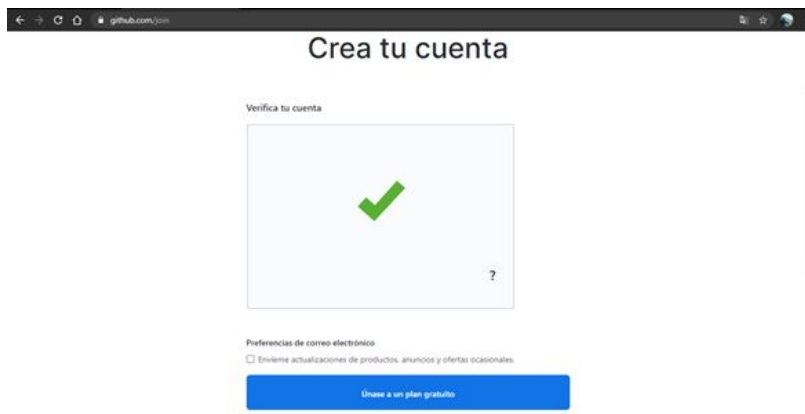 github.com/join
Crea tu cuenta
Verifica tu cuenta
?
Preferencias de correo electrónico
Envíeme actualizaciones de productos, anuncios y ofertas ocasionales.
Únase a un plan gratuito